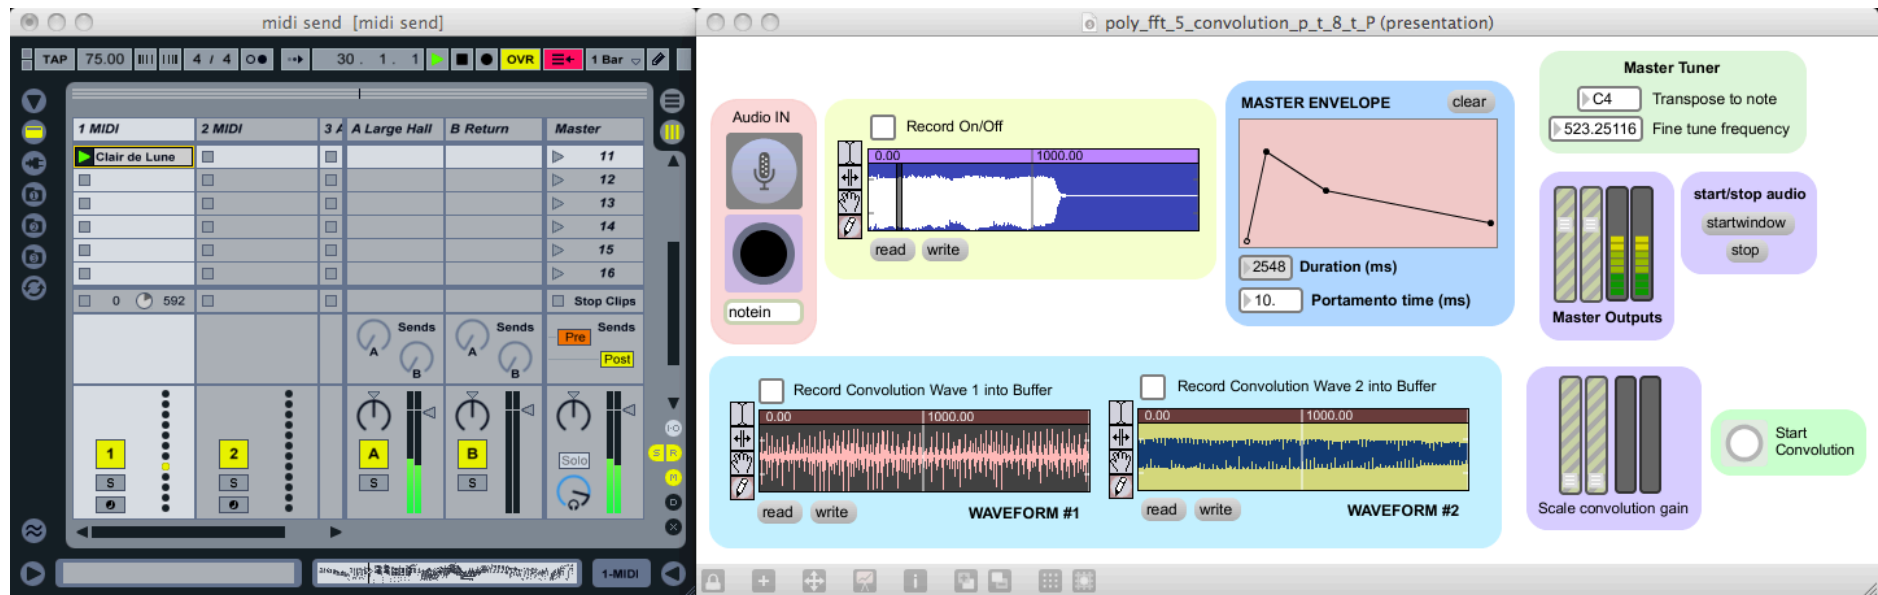 midi send  [midi send]
TAP 75.00 4 / 4 30 . 1 . 1 OVR 1 Bar
1 MIDI 2 MIDI 3 A Large Hall B Return Master
Clair de Lune 11
12
13
14
15
16
0 592 Stop Clips
Sends Sends Sends
A A Pre
B B Post
1 2 A B Solo
S S S S
I-O
S R
M
D
X
1-MIDI
poly_fft_5_convolution_p_t_8_t_P (presentation)
Audio IN
notein
Record On/Off
0.00 1000.00
read write
MASTER ENVELOPE clear
2548 Duration (ms)
10. Portamento time (ms)
Master Tuner
C4 Transpose to note
523.25116 Fine tune frequency
Master Outputs
start/stop audio
startwindow
stop
Record Convolution Wave 1 into Buffer
0.00 1000.00
read write WAVEFORM #1
Record Convolution Wave 2 into Buffer
0.00 1000.00
read write WAVEFORM #2
Scale convolution gain
Start
Convolution